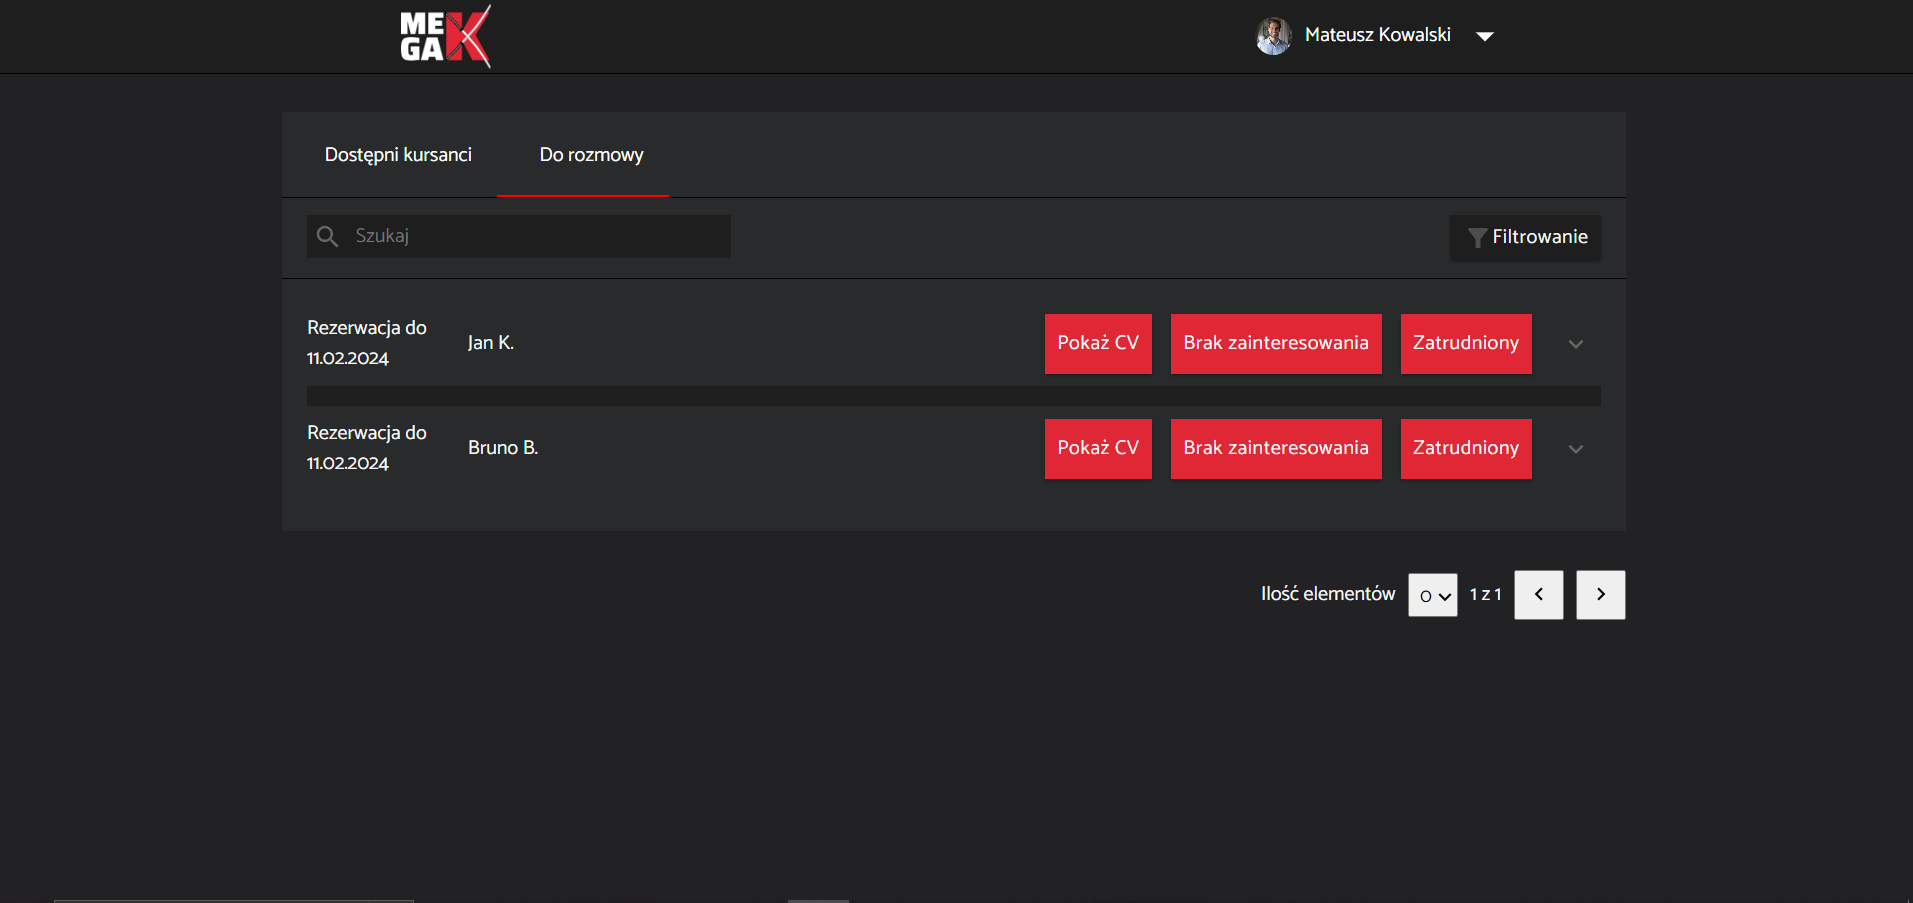 MEGAK
Mateusz Kowalski
Dostępni kursanci
Do rozmowy
Szukaj
Filtrowanie
Rezerwacja do
11.02.2024
Jan K.
Pokaż CV
Brak zainteresowania
Zatrudniony
Rezerwacja do
11.02.2024
Bruno B.
Pokaż CV
Brak zainteresowania
Zatrudniony
Ilość elementów
0
1 z 1